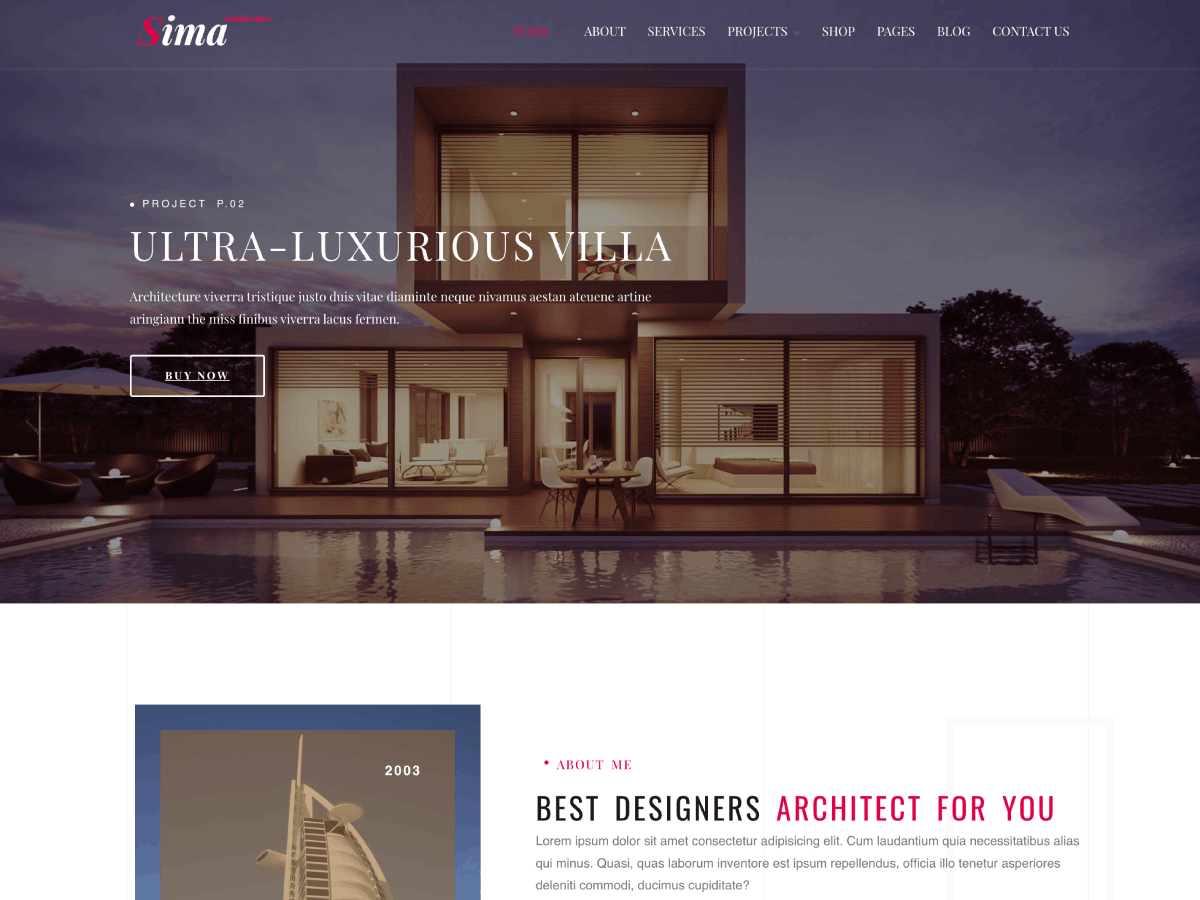 Sima
HOME ABOUT SERVICES PROJECTS SHOP PAGES BLOG CONTACT US
PROJECT P.02
ULTRA-LUXURIOUS VILLA
Architecture viverra tristique justo duis vitae diaminte neque nivamus aestan ateuene artine
aringianu the miss finibus viverra lacus fermen.
BUY NOW
2003
ABOUT ME
BEST DESIGNERS ARCHITECT FOR YOU
Lorem ipsum dolor sit amet consectetur adipisicing elit. Cum laudantium quia necessitatibus alias
qui minus. Quasi, quas laborum inventore est ipsum repellendus, officia illo tenetur asperiores
deleniti commodi, ducimus cupiditate?